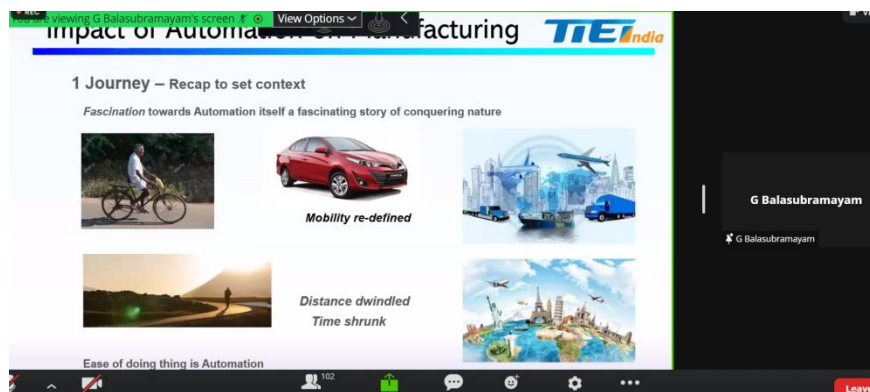 REC
You are viewing G Balasubramayam's screen
View Options
Impact of Automation on Manufacturing
TIEI India
1 Journey – Recap to set context
Fascination towards Automation itself a fascinating story of conquering nature
Mobility re-defined
Distance dwindled
Time shrunk
Ease of doing thing is Automation
G Balasubramayam
G Balasubramayam
102
Leave